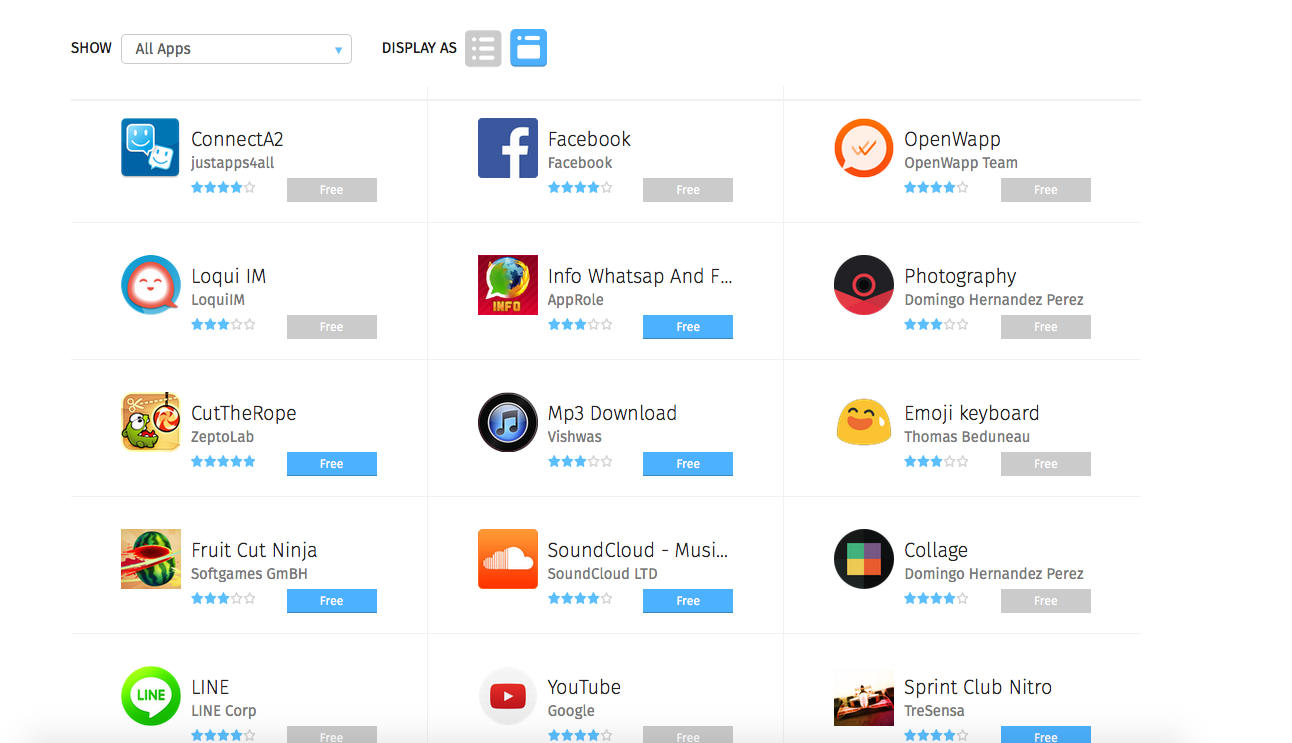 SHOW All Apps DISPLAY AS
ConnectA2
justapps4all
Free
Facebook
Facebook
Free
OpenWapp
OpenWapp Team
Free
Loqui IM
LoquiIM
Free
INFO
Info Whatsap And F...
AppRole
Free
Photography
Domingo Hernandez Perez
Free
CutTheRope
ZeptoLab
Free
Mp3 Download
Vishwas
Free
Emoji keyboard
Thomas Beduneau
Free
Fruit Cut Ninja
Softgames GmBH
Free
SoundCloud - Musi...
SoundCloud LTD
Free
Collage
Domingo Hernandez Perez
Free
LINE
LINE
LINE Corp
Free
YouTube
Google
Free
Sprint Club Nitro
TreSensa
Free